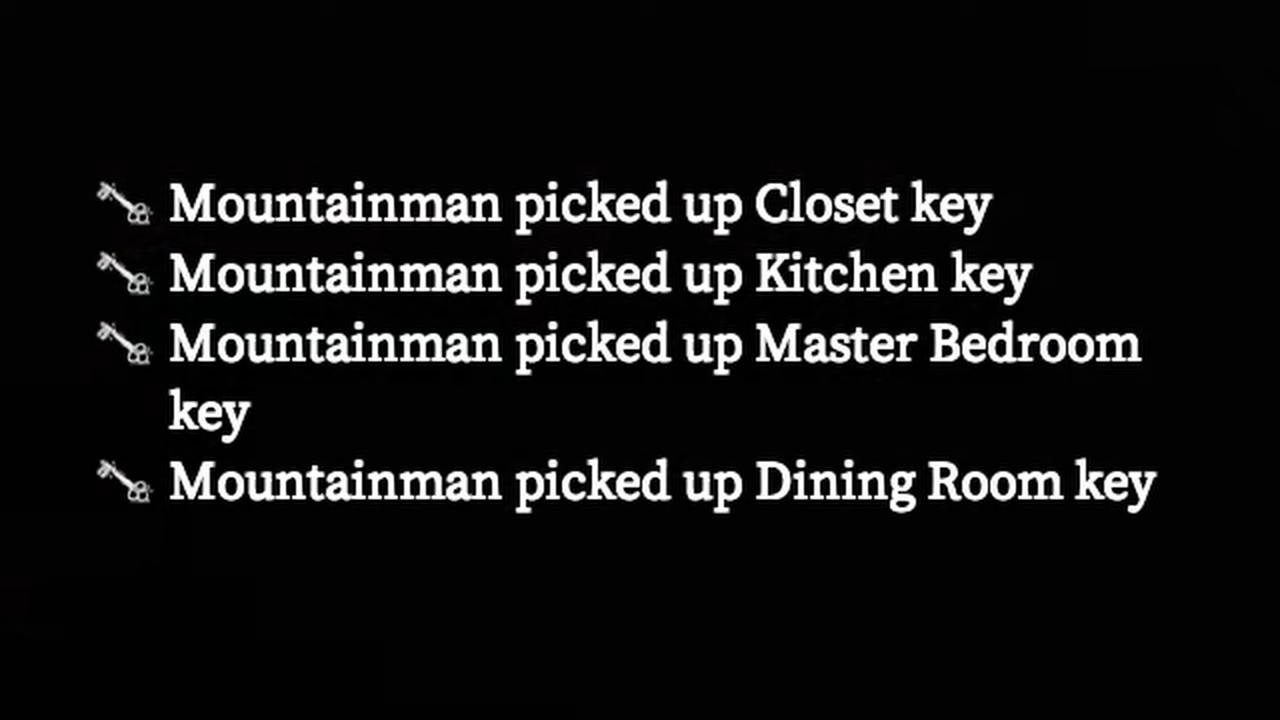 Mountainman picked up Closet key
Mountainman picked up Kitchen key
Mountainman picked up Master Bedroom
key
Mountainman picked up Dining Room key